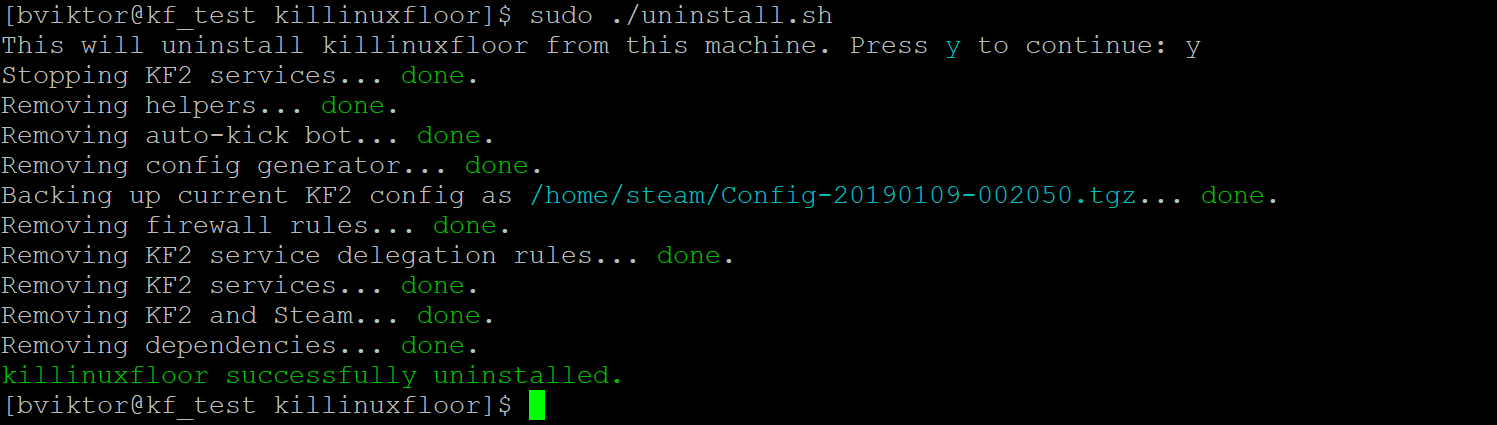 [bviktor@kf_test killinuxfloor]$ sudo ./uninstall.sh
This will uninstall killinuxfloor from this machine. Press y to continue: y
Stopping KF2 services... done.
Removing helpers... done.
Removing auto-kick bot... done.
Removing config generator... done.
Backing up current KF2 config as /home/steam/Config-20190109-002050.tgz... done.
Removing firewall rules... done.
Removing KF2 service delegation rules... done.
Removing KF2 services... done.
Removing KF2 and Steam... done.
Removing dependencies... done.
killinuxfloor successfully uninstalled.
[bviktor@kf_test killinuxfloor]$